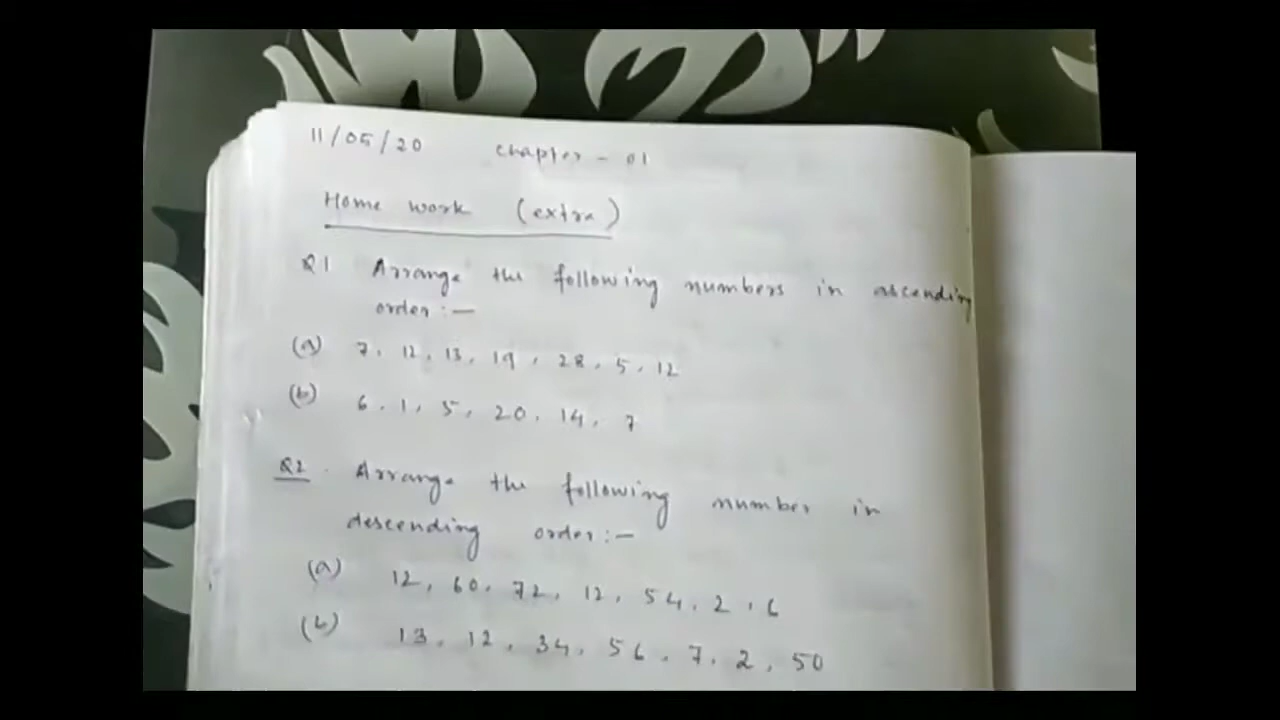 11/05/20 chapter - 01
Home work (extra)
Q1 Arrange the following numbers in ascending
order :-
(a) 7, 12, 13, 19, 28, 5, 12
(b) 6, 1, 5, 20, 14, 7
Q2. Arrange the following number in
descending order :-
(a) 12, 60, 72, 12, 54, 2, 6
(b) 13, 12, 34, 56, 7, 2, 50